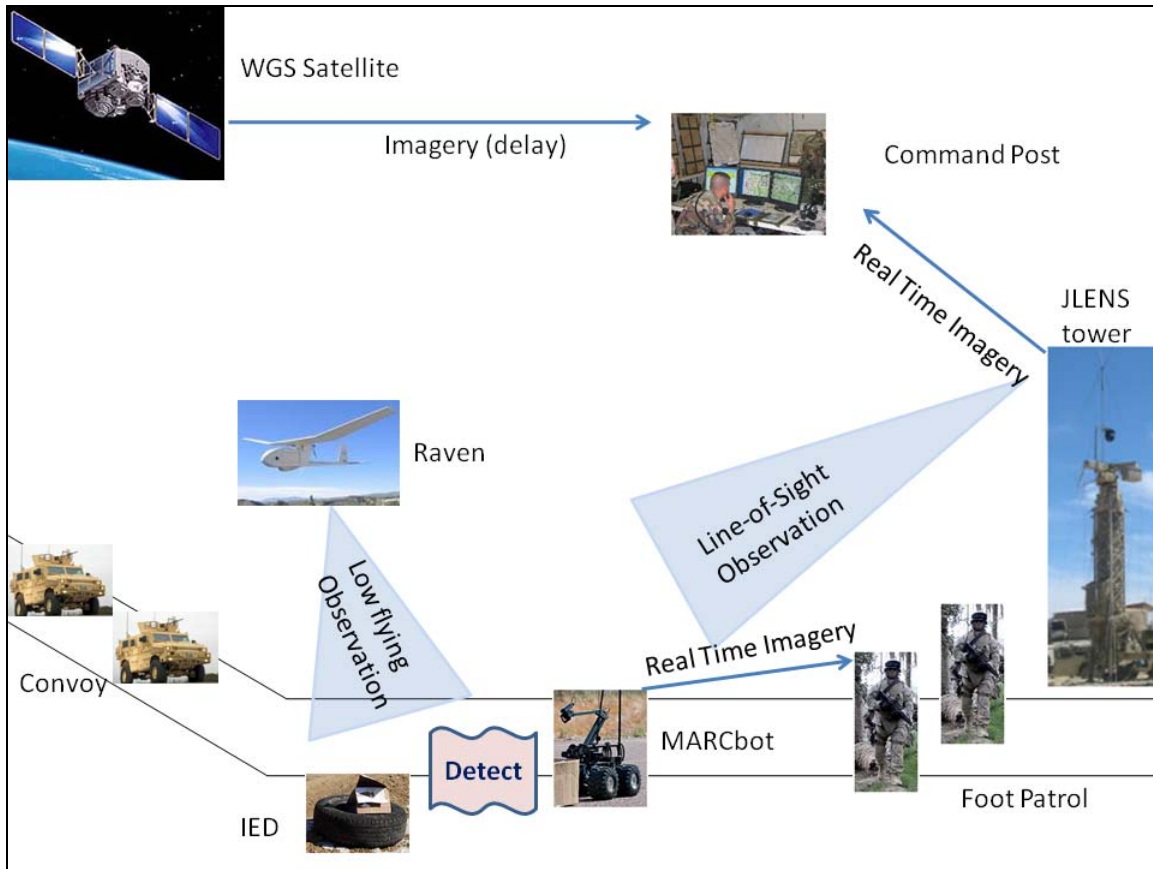 WGS Satellite
Imagery (delay)
Command Post
Real Time Imagery
JLENS
tower
Raven
Line-of-Sight
Observation
Low flying
Observation
Convoy
Real Time Imagery
MARCbot
Detect
Foot Patrol
IED